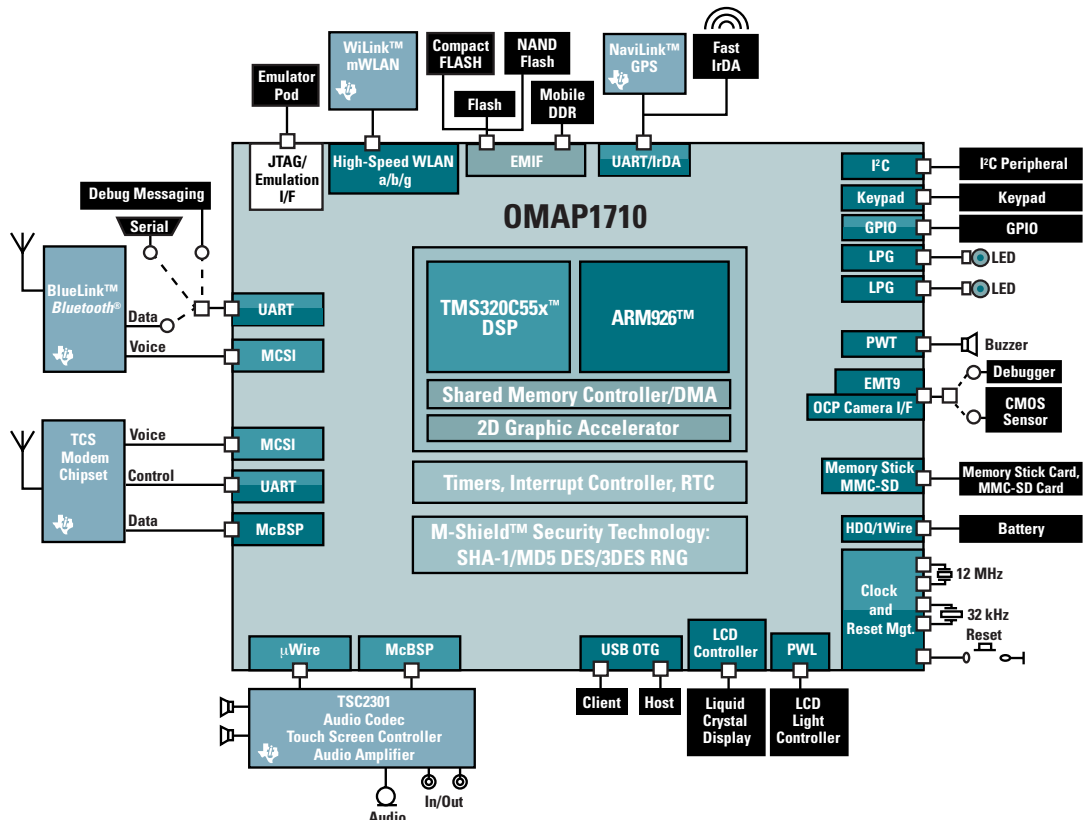 WiLink™
mWLAN
Compact
FLASH
NAND
Flash
NaviLink™
GPS
Fast
IrDA
Emulator
Pod
Flash
Mobile
DDR
JTAG/
Emulation
I/F
High-Speed WLAN
a/b/g
EMIF
UART/IrDA
I²C
I²C Peripheral
Debug Messaging
Serial
Keypad
Keypad
GPIO
GPIO
OMAP1710
LPG
LED
LPG
LED
BlueLink™
Bluetooth®
Data
Voice
UART
MCSI
TMS320C55x™
DSP
ARM926™
PWT
Buzzer
EMT9
OCP Camera I/F
Debugger
CMOS
Sensor
Shared Memory Controller/DMA
2D Graphic Accelerator
TCS
Modem
Chipset
Voice
Control
Data
MCSI
UART
McBSP
Timers, Interrupt Controller, RTC
Memory Stick
MMC-SD
Memory Stick Card,
MMC-SD Card
M-Shield™ Security Technology:
SHA-1/MD5 DES/3DES RNG
HDQ/1Wire
Battery
Clock
and
Reset Mgt.
12 MHz
32 kHz
Reset
µWire
McBSP
USB OTG
LCD
Controller
PWL
Client
Host
Liquid
Crystal
Display
LCD
Light
Controller
TSC2301
Audio Codec
Touch Screen Controller
Audio Amplifier
In/Out
Audio